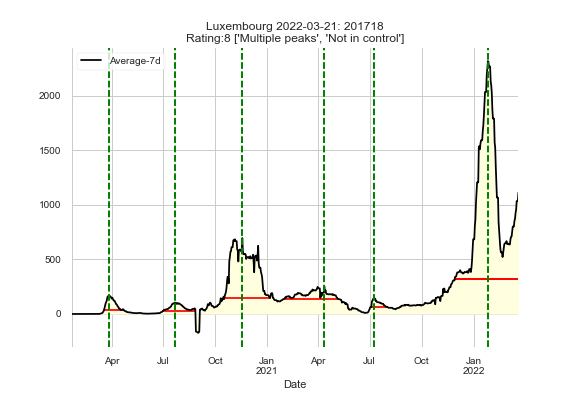 Luxembourg 2022-03-21: 201718
Rating:8 ['Multiple peaks', 'Not in control']
Average-7d
2000
1500
1000
500
0
Apr Jul Oct Jan Apr Jul Oct Jan
2021 2022
Date